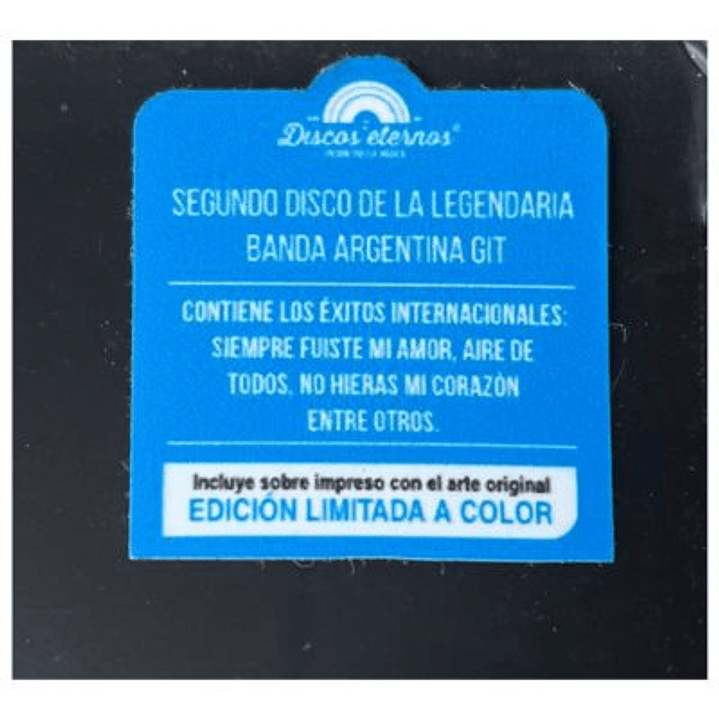 Discos eternos
SEGUNDO DISCO DE LA LEGENDARIA
BANDA ARGENTINA GIT
CONTIENE LOS ÉXITOS INTERNACIONALES:
SIEMPRE FUISTE MI AMOR, AIRE DE
TODOS, NO HIERAS MI CORAZÒN
ENTRE OTROS.
Incluye sobre impreso con el arte original
EDICIÓN LIMITADA A COLOR